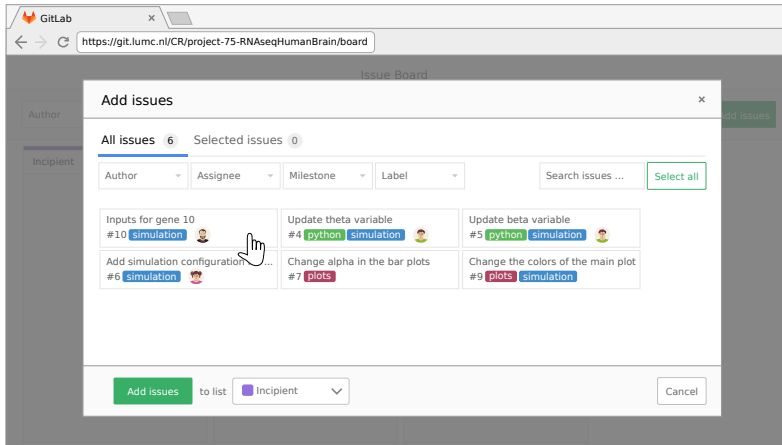 GitLab ×
https://git.lumc.nl/CR/project-75-RNAseqHumanBrain/board
Issue Board
Author
Add issues
Incipient
Add issues ×
All issues 6 Selected issues 0
Author Assignee Milestone Label Search issues ... Select all
Inputs for gene 10
#10 simulation
Update theta variable
#4 python simulation
Update beta variable
#5 python simulation
Add simulation configuration ...
#6 simulation
Change alpha in the bar plots
#7 plots
Change the colors of the main plot
#9 plots simulation
Add issues to list Incipient Cancel